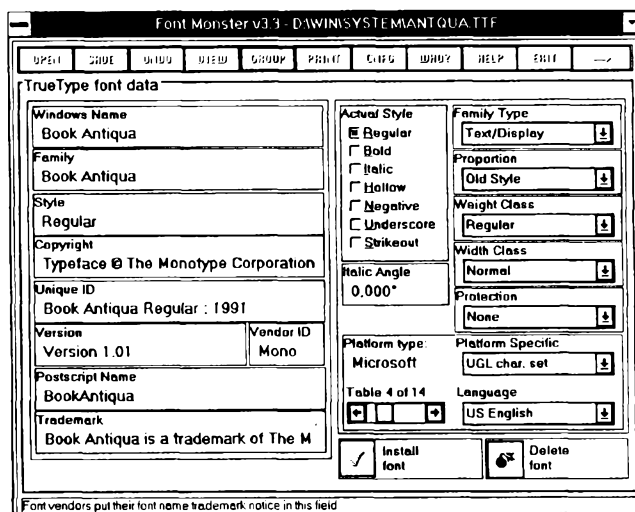 Font Monster v3.3 - D:\WIN\SYSTEM\ANTQUA.TTF
OPEN SAVE UNDO VIEW GROUP PRINT CNFG WHO? HELP EXIT -->
TrueType font data
Windows Name
Book Antiqua
Family
Book Antiqua
Style
Regular
Copyright
Typeface © The Monotype Corporation
Unique ID
Book Antiqua Regular : 1991
Version
Version 1.01
Vendor ID
Mono
Postscript Name
BookAntiqua
Trademark
Book Antiqua is a trademark of The M
Actual Style
Regular
Bold
Italic
Hollow
Negative
Underscore
Strikeout
Italic Angle
0.000°
Family Type
Text/Display
Proportion
Old Style
Weight Class
Regular
Width Class
Normal
Protection
None
Platform type:
Microsoft
Platform Specific
UGL char. set
Table 4 of 14
Language
US English
Install
font
Delete
font
Font vendors put their font name trademark notice in this field